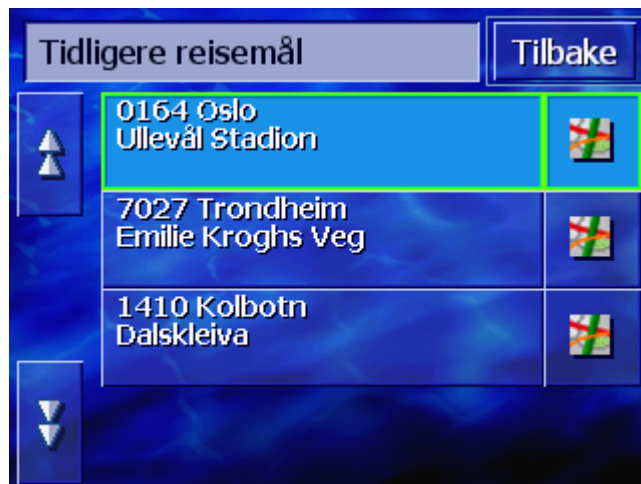 Tidligere reisemål
Tilbake
0164 Oslo
Ullevål Stadion
7027 Trondheim
Emilie Kroghs Veg
1410 Kolbotn
Dalskleiva